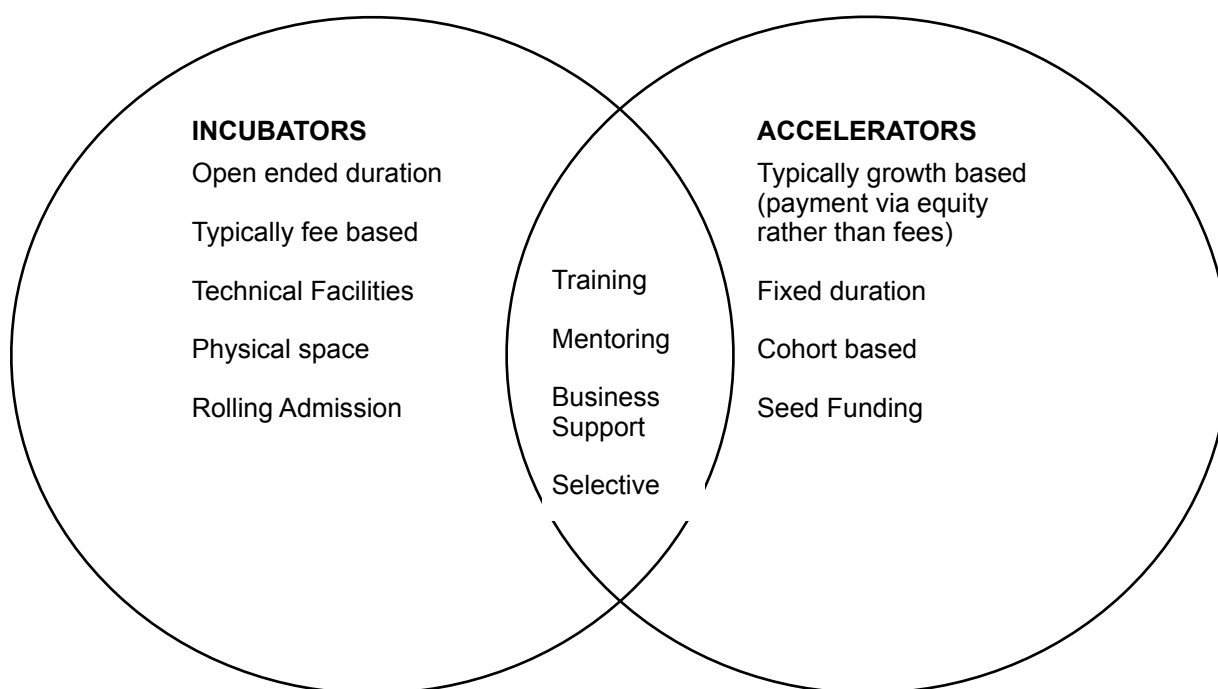 INCUBATORS
Open ended duration
Typically fee based
Technical Facilities
Physical space
Rolling Admission
Training
Mentoring
Business
Support
Selective
ACCELERATORS
Typically growth based
(payment via equity
rather than fees)
Fixed duration
Cohort based
Seed Funding